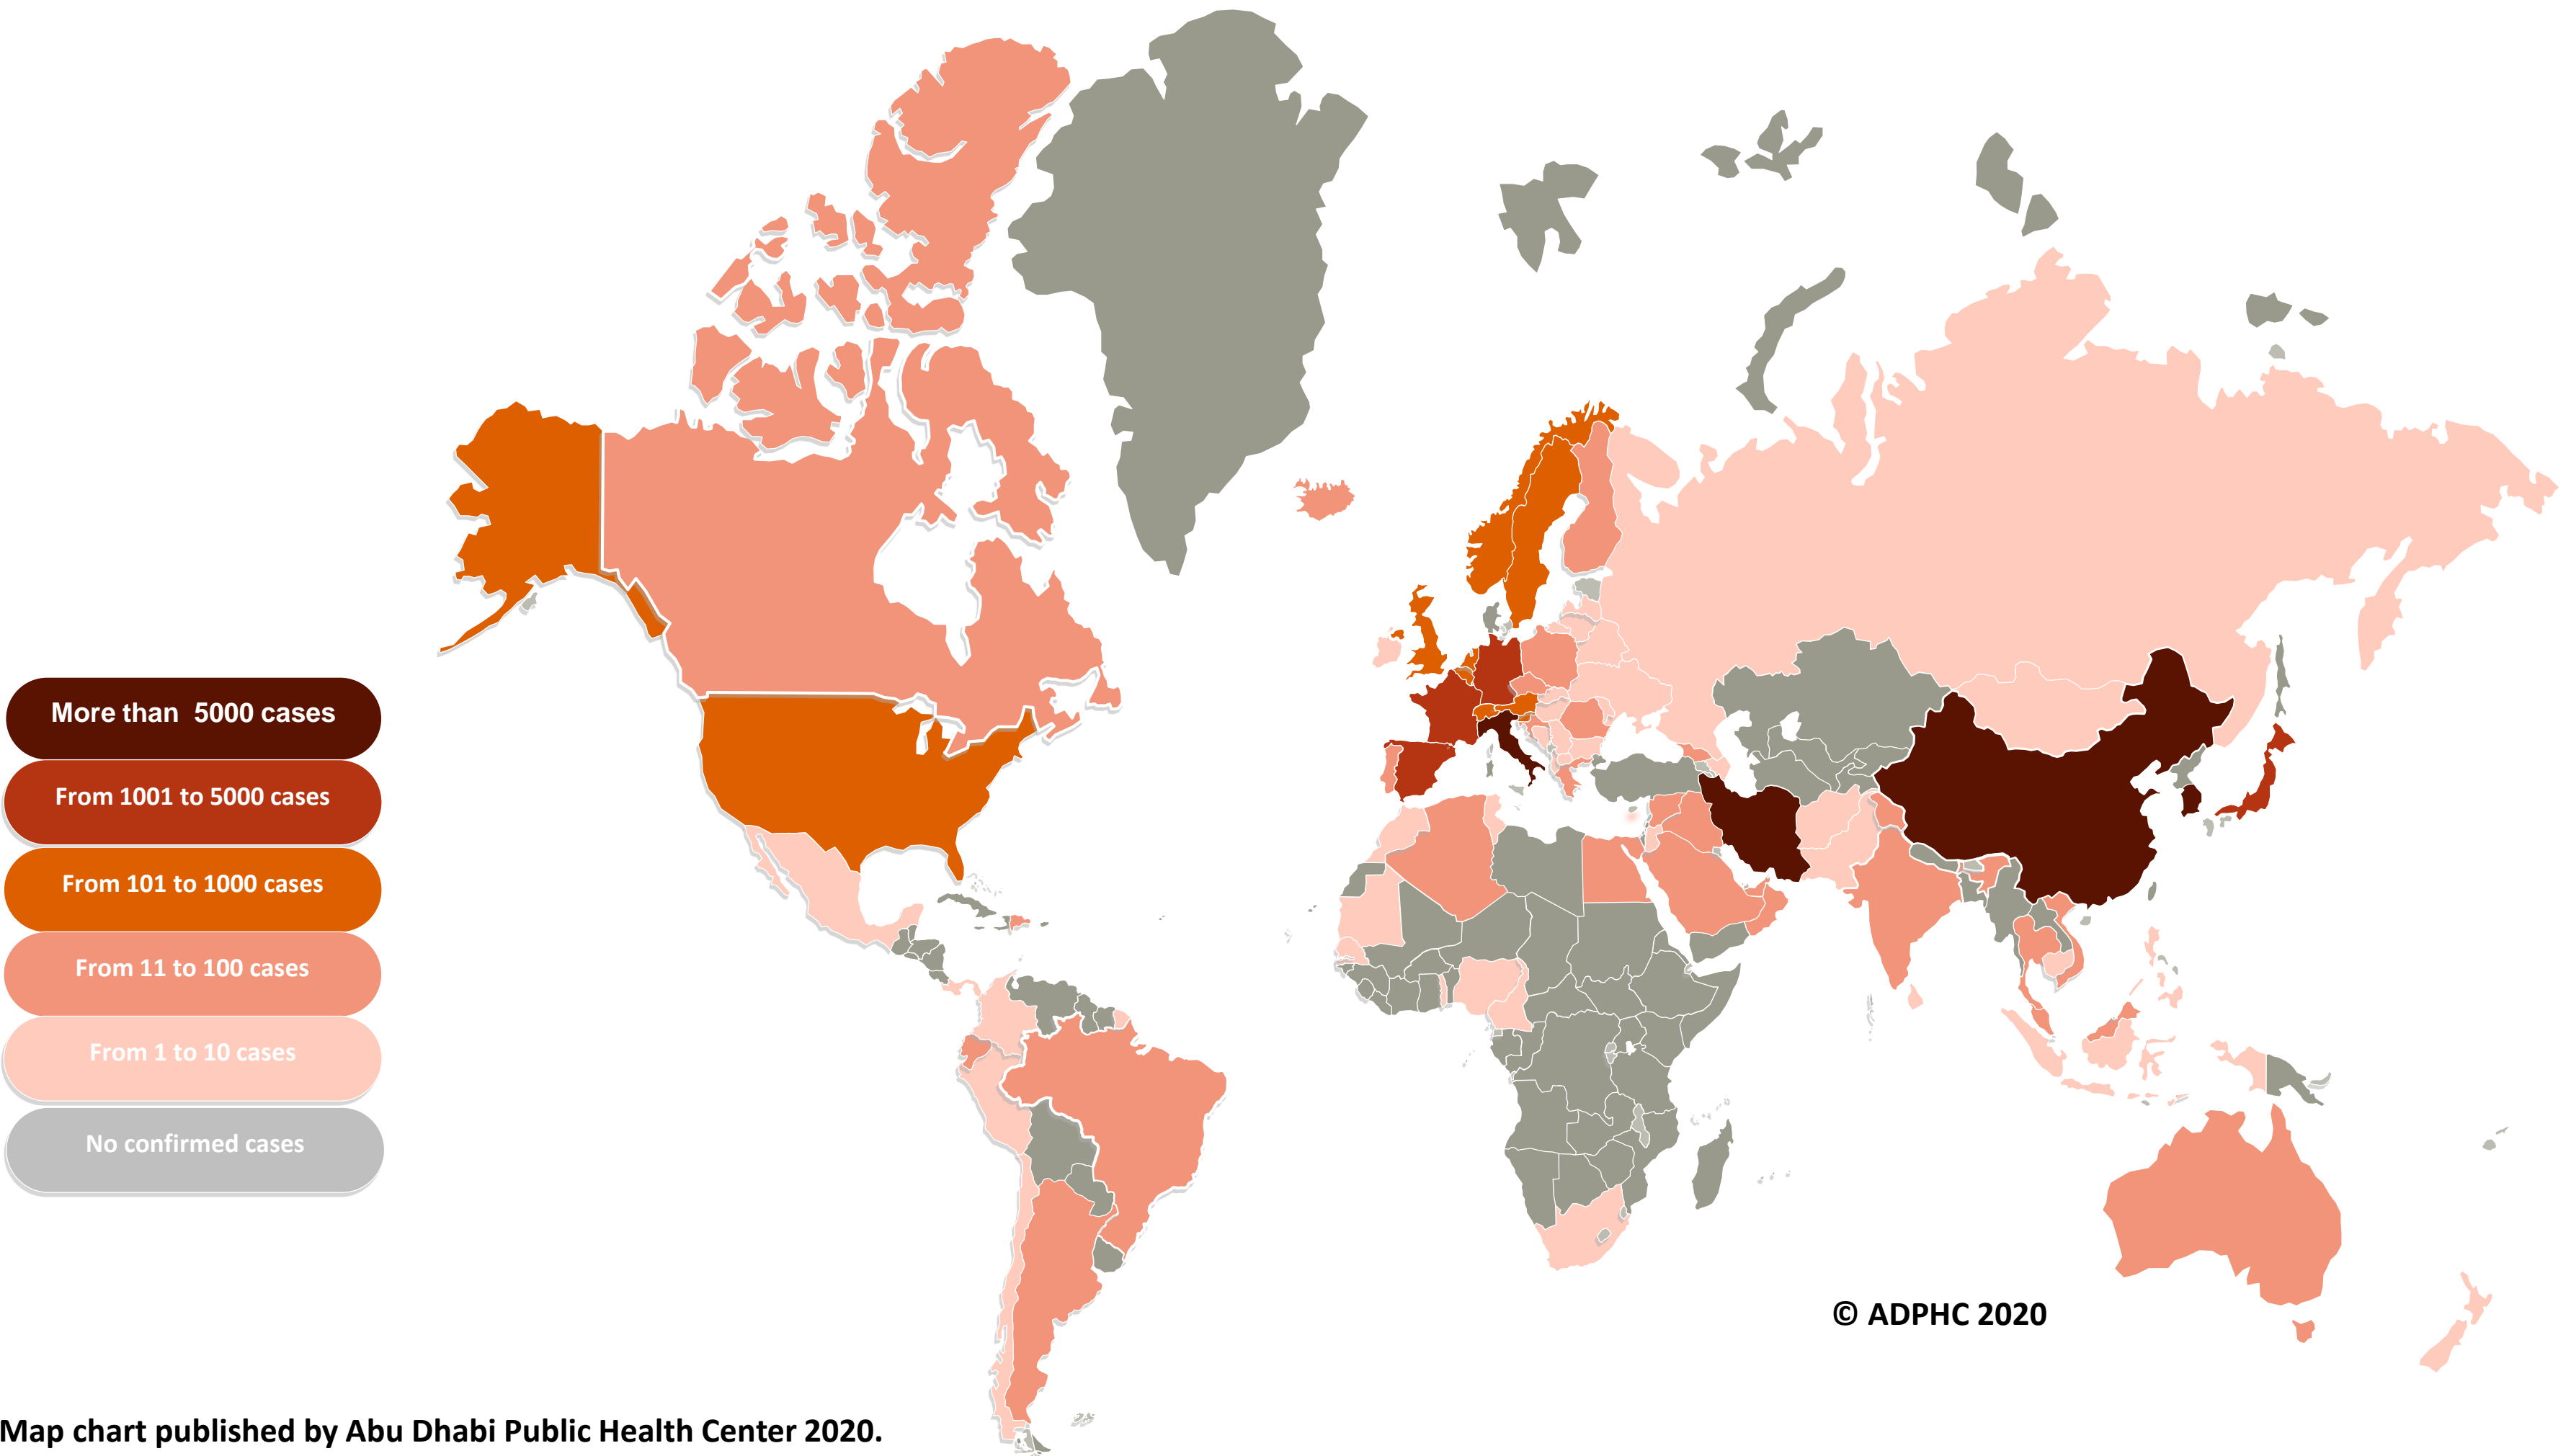 More than 5000 cases
From 1001 to 5000 cases
From 101 to 1000 cases
From 11 to 100 cases
From 1 to 10 cases
No confirmed cases
© ADPHC 2020
Map chart published by Abu Dhabi Public Health Center 2020.